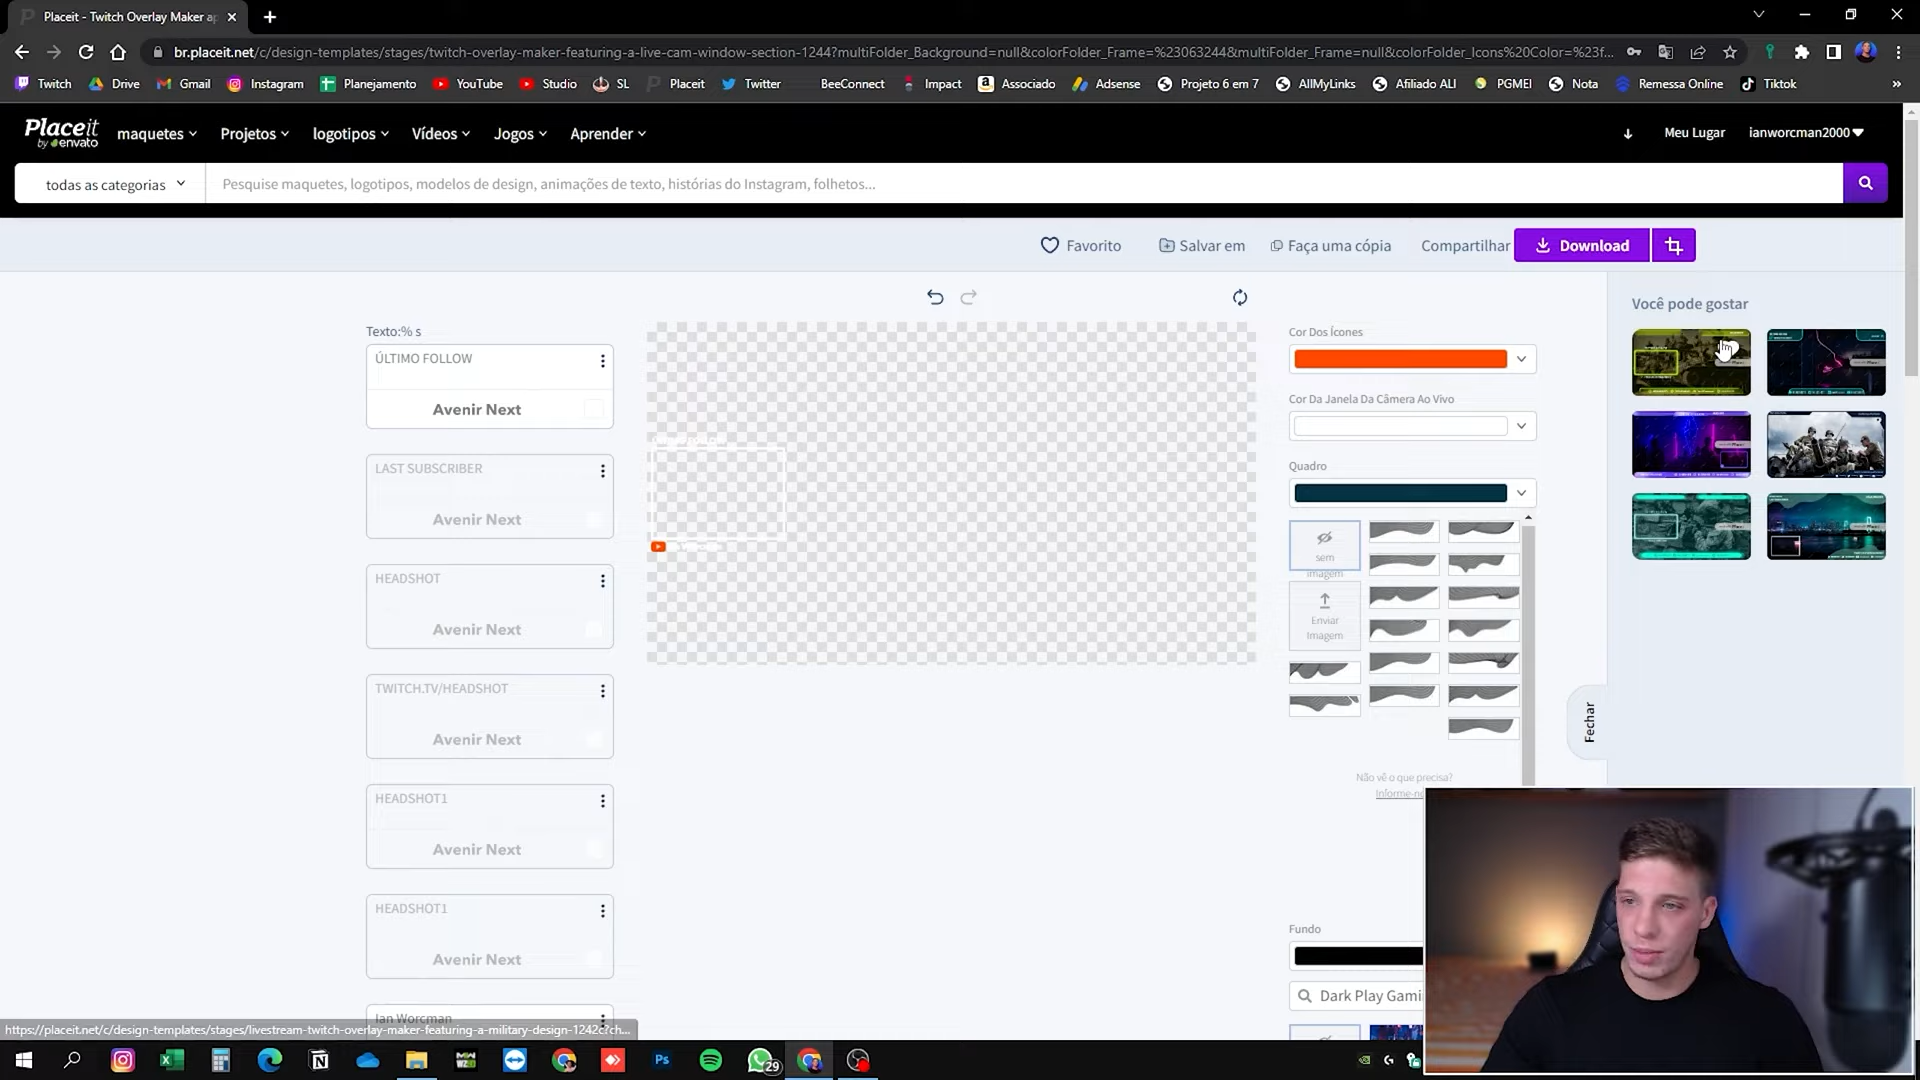 Placeit - Twitch Overlay Maker ap
br.placeit.net/c/design-templates/stages/twitch-overlay-maker-featuring-a-live-cam-window-section-1244?multiFolder_Background=null&colorFolder_Frame=%23063244&multiFolder_Frame=null&colorFolder_Icons%20Color=%23f...
Twitch Drive Gmail Instagram Planejamento YouTube Studio SL Placeit Twitter BeeConnect Impact Associado Adsense Projeto 6 em 7 AllMyLinks Afiliado ALI PGMEI Nota Remessa Online Tiktok »
Placeit by envato maquetes Projetos logotipos Vídeos Jogos Aprender Meu Lugar ianworcman2000
todas as categorias Pesquise maquetes, logotipos, modelos de design, animações de texto, histórias do Instagram, folhetos...
Favorito Salvar em Faça uma cópia Compartilhar Download
Você pode gostar
Texto:% s
ÚLTIMO FOLLOW
Avenir Next
LAST SUBSCRIBER
Avenir Next
HEADSHOT
Avenir Next
TWITCH.TV/HEADSHOT
Avenir Next
HEADSHOT1
Avenir Next
HEADSHOT1
Avenir Next
Ian Worcman
Cor Dos Ícones
Cor Da Janela Da Câmera Ao Vivo
Quadro
sem
imagem
Enviar
Imagem
Fechar
Não vê o que precisa?
Informe-n
Fundo
Dark Play Gami
https://placeit.net/c/design-templates/stages/livestream-twitch-overlay-maker-featuring-a-military-design-1242c?ch...
Ps
29